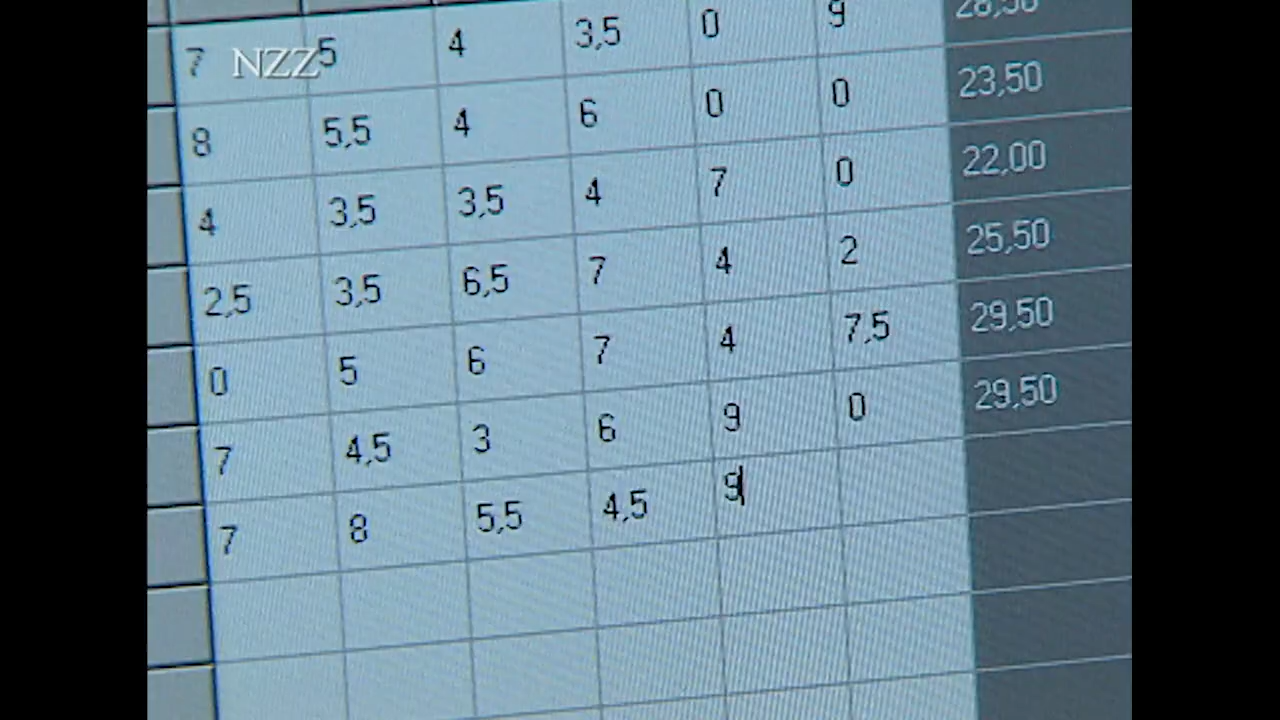 7 5 4 3,5 0 9 28,50
NZZ
8 5,5 4 6 0 0 23,50
4 3,5 3,5 4 7 0 22,00
2,5 3,5 6,5 7 4 2 25,50
0 5 6 7 4 7,5 29,50
7 4,5 3 6 9 0 29,50
7 8 5,5 4,5 9